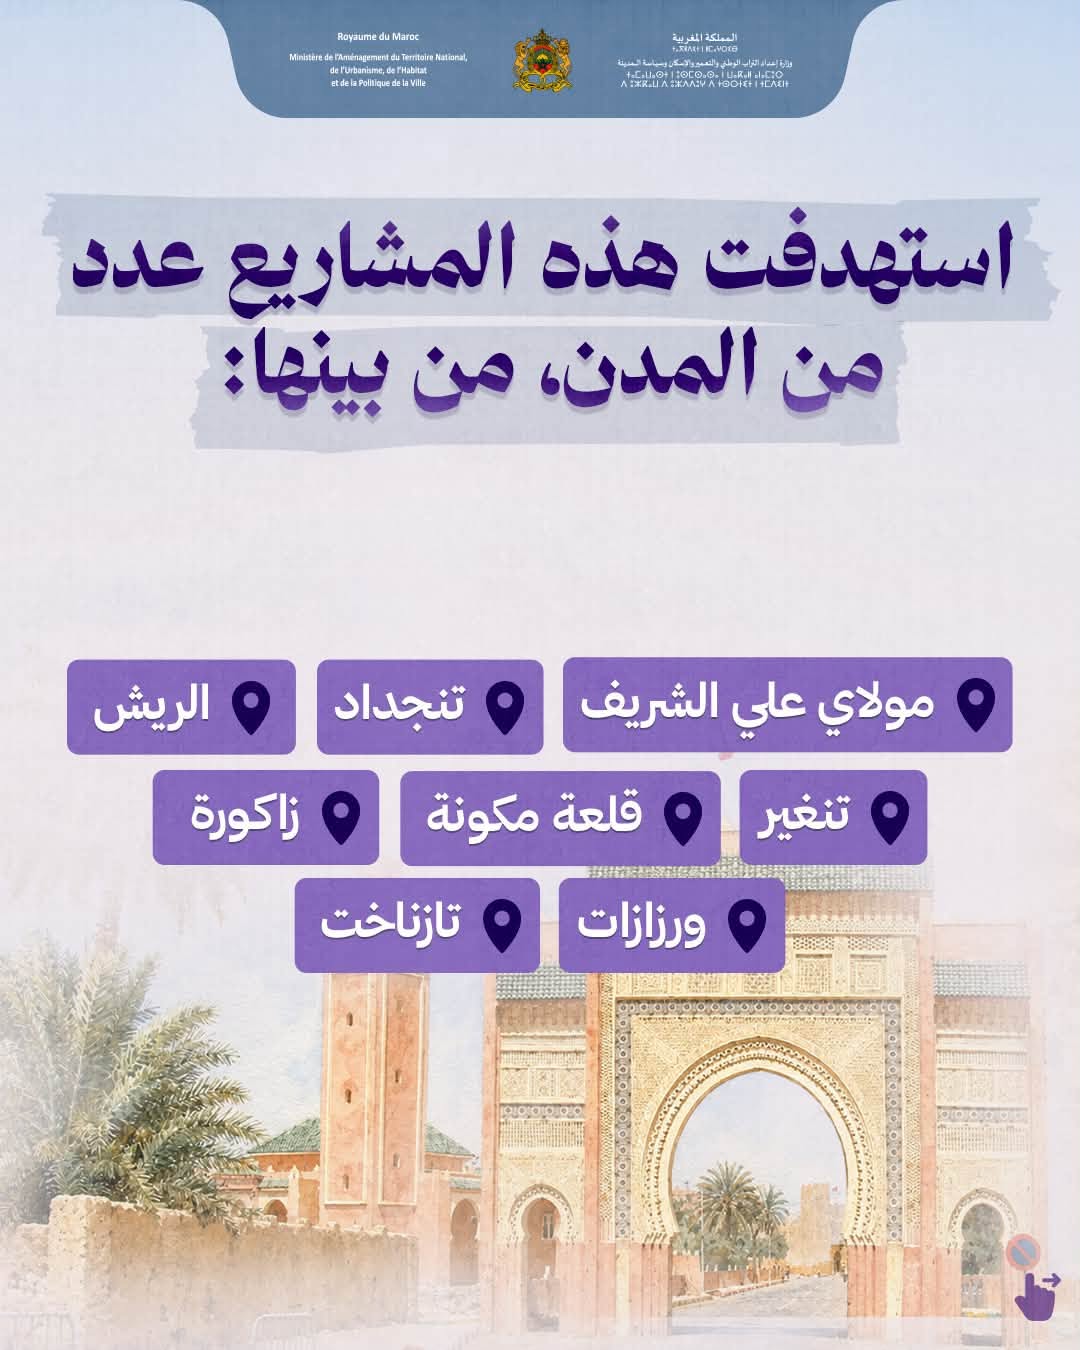 Royaume du Maroc
Ministère de l'Aménagement du Territoire National,
de l'Urbanisme, de l'Habitat
et de la Politique de la Ville
المملكة المغربية
ⵜⴰⴳⵍⴷⵉⵜ ⵏ ⵍⵎⵖⵔⵉⴱ
وزارة إعداد التراب الوطني والتعمير والإسكان وسياسة المدينة
استهدفت هذه المشاريع عدد
من المدن، من بينها:
مولاي علي الشريف
تنجداد
الريش
تنغير
قلعة مكونة
زاكورة
ورزازات
تازناخت